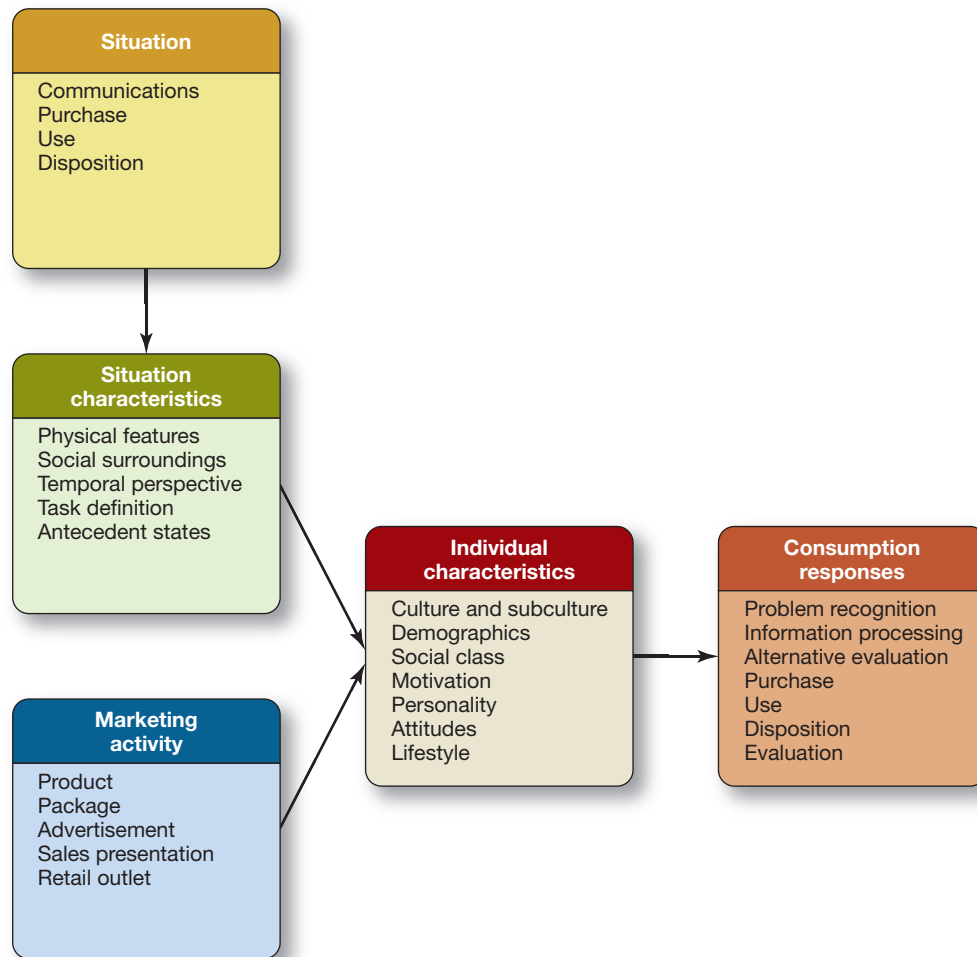 Situation
Communications
Purchase
Use
Disposition
Situation
characteristics
Physical features
Social surroundings
Temporal perspective
Task definition
Antecedent states
Marketing
activity
Product
Package
Advertisement
Sales presentation
Retail outlet
Individual
characteristics
Culture and subculture
Demographics
Social class
Motivation
Personality
Attitudes
Lifestyle
Consumption
responses
Problem recognition
Information processing
Alternative evaluation
Purchase
Use
Disposition
Evaluation